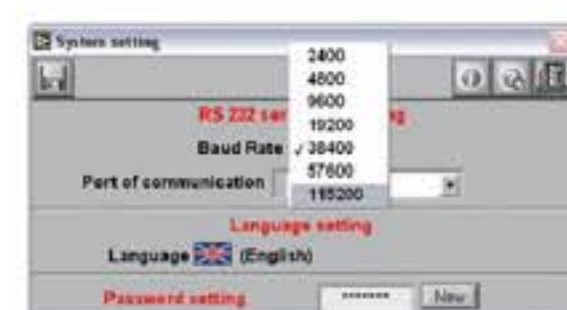 System setting
2400
4800
9600
19200
✓ 38400
57600
115200
RS 232 ser
Baud Rate
Port of communication
Language setting
Language (English)
Password setting ******* New